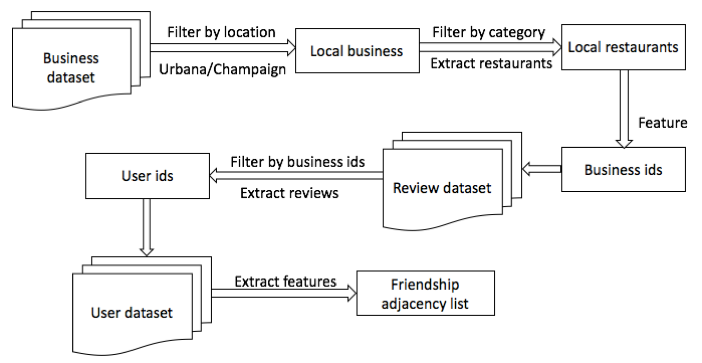 Business
dataset
Filter by location
Urbana/Champaign
Local business
Filter by category
Extract restaurants
Local restaurants
Feature
Business ids
Review dataset
Filter by business ids
Extract reviews
User ids
User dataset
Extract features
Friendship
adjacency list